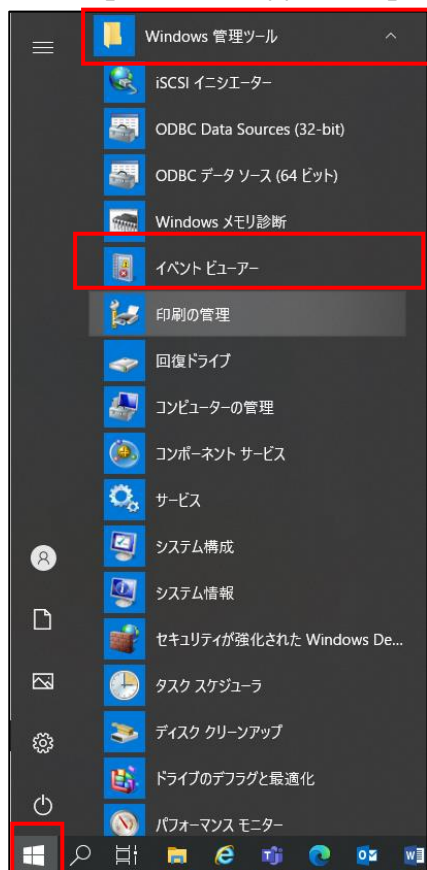 Windows 管理ツール
iSCSI イニシエーター
ODBC Data Sources (32-bit)
ODBC データ ソース (64 ビット)
Windows メモリ診断
イベント ビューアー
印刷の管理
回復ドライブ
コンピューターの管理
コンポーネント サービス
サービス
システム構成
システム情報
セキュリティが強化された Windows De...
タスク スケジューラ
ディスク クリーンアップ
ドライブのデフラグと最適化
パフォーマンス モニター